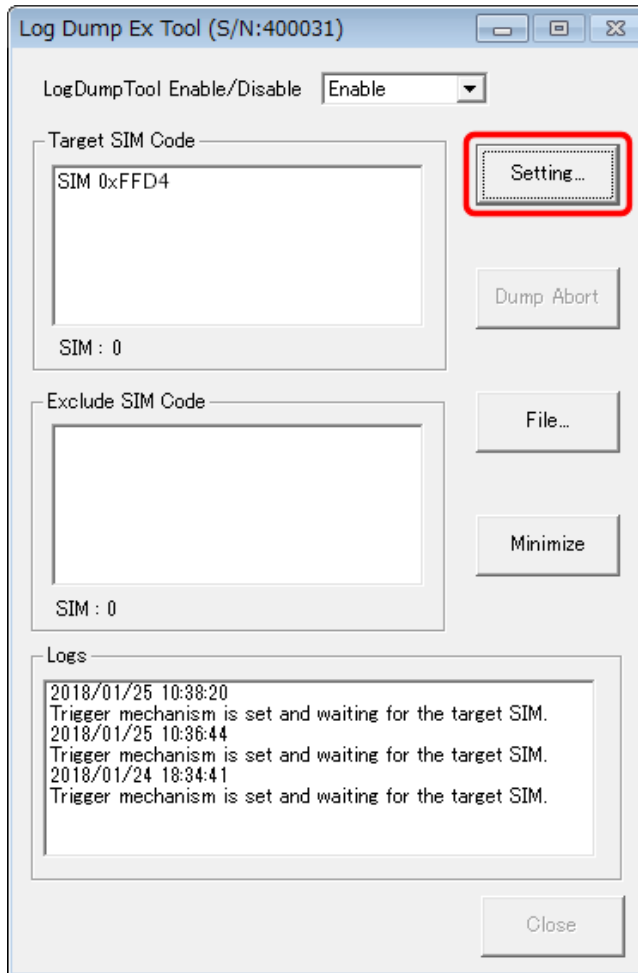 Log Dump Ex Tool (S/N:400031)
LogDumpTool Enable/Disable Enable
Target SIM Code
SIM 0xFFD4
SIM : 0
Setting...
Dump Abort
Exclude SIM Code
SIM : 0
File...
Minimize
Logs
2018/01/25 10:38:20
Trigger mechanism is set and waiting for the target SIM.
2018/01/25 10:36:44
Trigger mechanism is set and waiting for the target SIM.
2018/01/24 18:34:41
Trigger mechanism is set and waiting for the target SIM.
Close